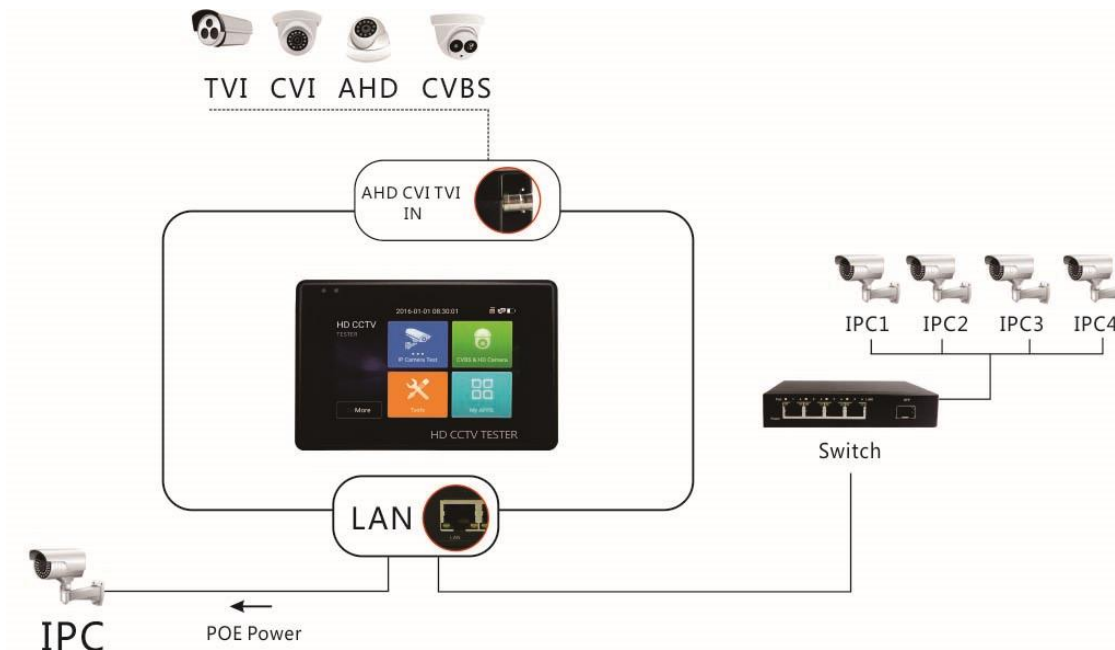 TVI CVI AHD CVBS
AHD CVI TVI
IN
2016-01-01 08:30:01
HD CCTV
TESTER
IP Camera Test
CVBS & HD Camera
More
Tools
My APPS
HD CCTV TESTER
IPC1 IPC2 IPC3 IPC4
Switch
LAN
LAN
IPC
POE Power